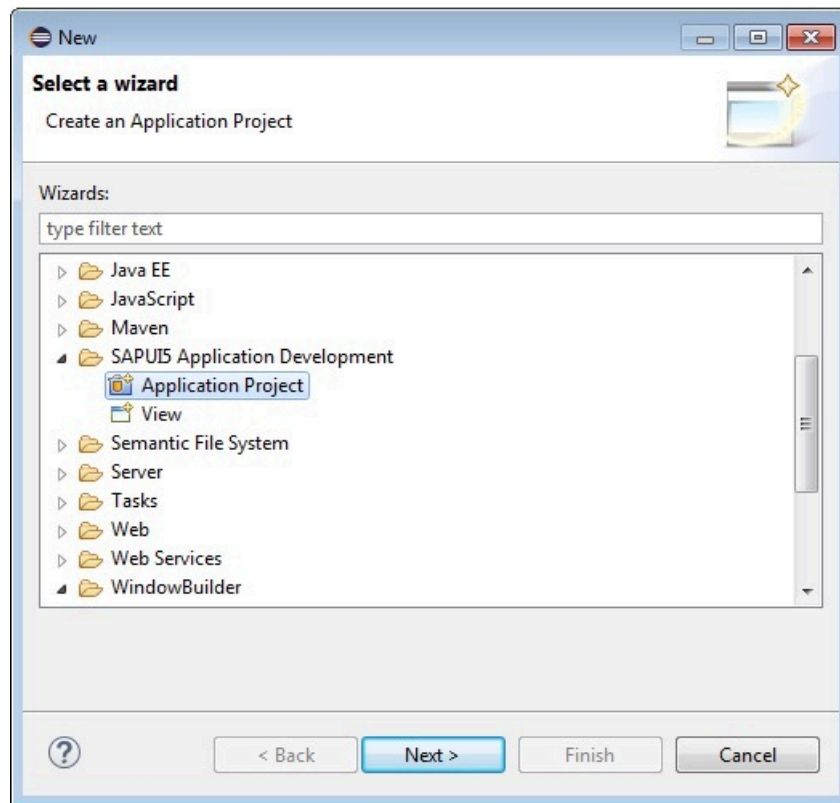 New
Select a wizard
Create an Application Project
Wizards:
type filter text
Java EE
JavaScript
Maven
SAPUI5 Application Development
Application Project
View
Semantic File System
Server
Tasks
Web
Web Services
WindowBuilder
? < Back Next > Finish Cancel